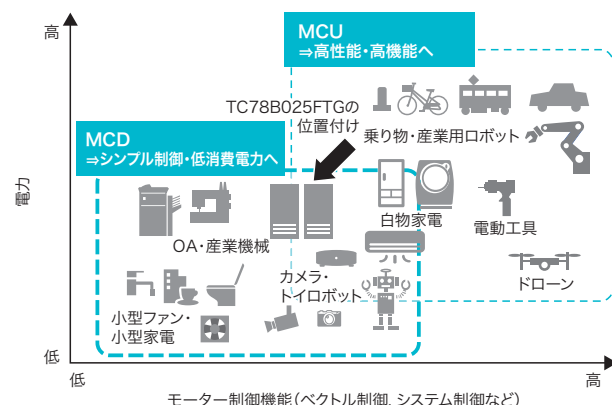 高
MCU
⇒高性能・高機能へ
TC78B025FTGの
位置付け
乗り物・産業用ロボット
MCD
⇒シンプル制御・低消費電力へ
電力
白物家電
電動工具
OA・産業機械
カメラ・
トイロボット
ドローン
小型ファン・
小型家電
低
低
高
モーター制御機能（ベクトル制御, システム制御など）